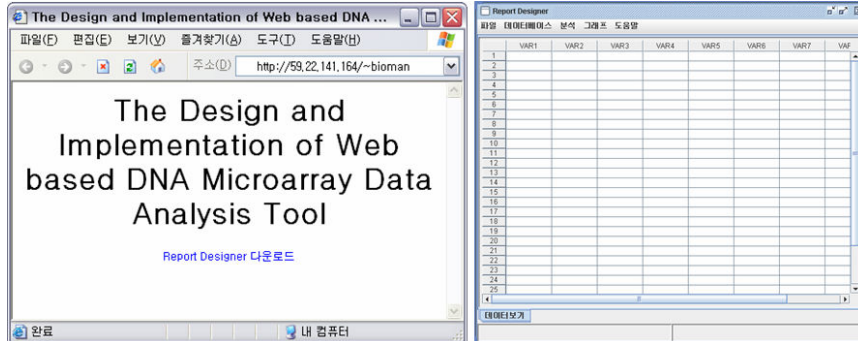 The Design and Implementation of Web based DNA ...
파일(F) 편집(E) 보기(V) 즐겨찾기(A) 도구(T) 도움말(H)
주소(D) http://59,22,141,164/~bioman
The Design and
Implementation of Web
based DNA Microarray Data
Analysis Tool
Report Designer 다운로드
완료 내 컴퓨터
Report Designer
파일 데이터베이스 분석 그래프 도움말
VAR1 VAR2 VAR3 VAR4 VAR5 VAR6 VAR7 VAF
1
2
3
4
5
6
7
8
9
10
11
12
13
14
15
16
17
18
19
20
21
22
23
24
25
데이터보기